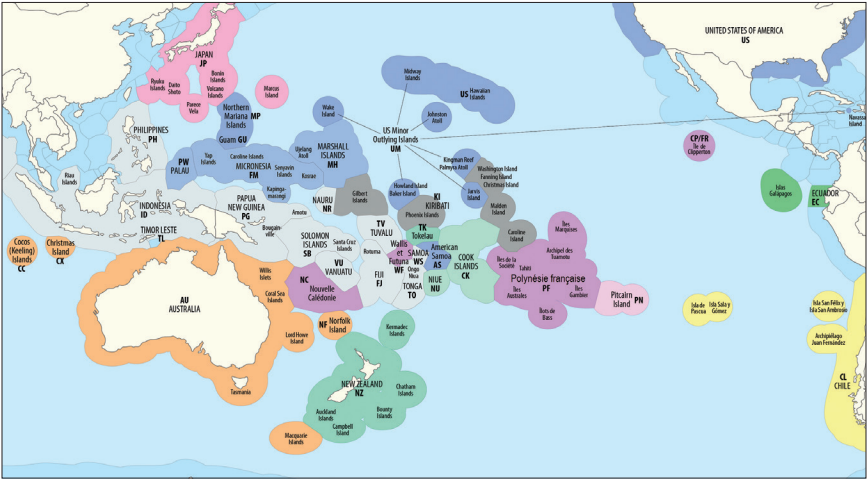 UNITED STATES OF AMERICA
US
JAPAN
JP
Ryuku
Islands
Daito
Shoto
Bonin
Islands
Volcano
Islands
Parece
Vela
Marcus
Island
Midway
Islands
US Hawaiian
Islands
Wake
Island
Johnston
Atoll
Navassa
Island
Northern
Mariana
Islands
MP
Guam GU
US Minor
Outlying Islands
UM
PHILIPPINES
PH
PW
PALAU
Yap
Islands
Caroline Islands
MICRONESIA
FM
Senyavin
Islands
Ujelang
Atoll
MARSHALL
ISLANDS
MH
Kosrae
Kapinga-
marangi
Kingman Reef
Palmyra Atoll
Washington Island
Fanning Island
Christmas Island
CP/FR
Île de
Clipperton
Riau
Islands
Howland Island
Baker Island
Jarvis
Island
Islas
Galápagos
ECUADOR
EC
INDONESIA
ID
PAPUA
NEW GUINEA
PG
NAURU
NR
Gilbert
Islands
KI
KIRIBATI
Phoenix Islands
Malden
Island
TIMOR LESTE
TL
Bougain-
ville
Arnotu
SOLOMON
ISLANDS
SB
Santa Cruz
Islands
TV
TUVALU
TK
Tokelau
Caroline
Island
Îles
Marquises
Cocos
(Keeling)
Islands
CC
Christmas
Island
CX
Rotuma
Wallis
et
Futuna
WF
SAMOA
WS
American
Samoa
AS
COOK
ISLANDS
CK
Îles de la
Société
Tahiti
Archipel des
Tuamotu
Polynésie française
PF
Îles
Australes
Îles
Gambier
Îlots de
Bass
Pitcairn
Island
PN
Willis
Islets
Coral Sea
Islands
NC
Nouvelle
Calédonie
VU
VANUATU
FIJI
FJ
Ongo
Niua
TONGA
TO
NIUE
NU
AU
AUSTRALIA
NF Norfolk
Island
Lord Howe
Island
Kermadec
Islands
Isla de
Pascua
Isla Sala y
Gómez
Isla San Félix y
Isla San Ambrosio
Archipiélago
Juan Fernández
CL
CHILE
Tasmania
NEW ZEALAND
NZ
Chatham
Islands
Auckland
Islands
Bounty
Islands
Campbell
Island
Macquarie
Islands